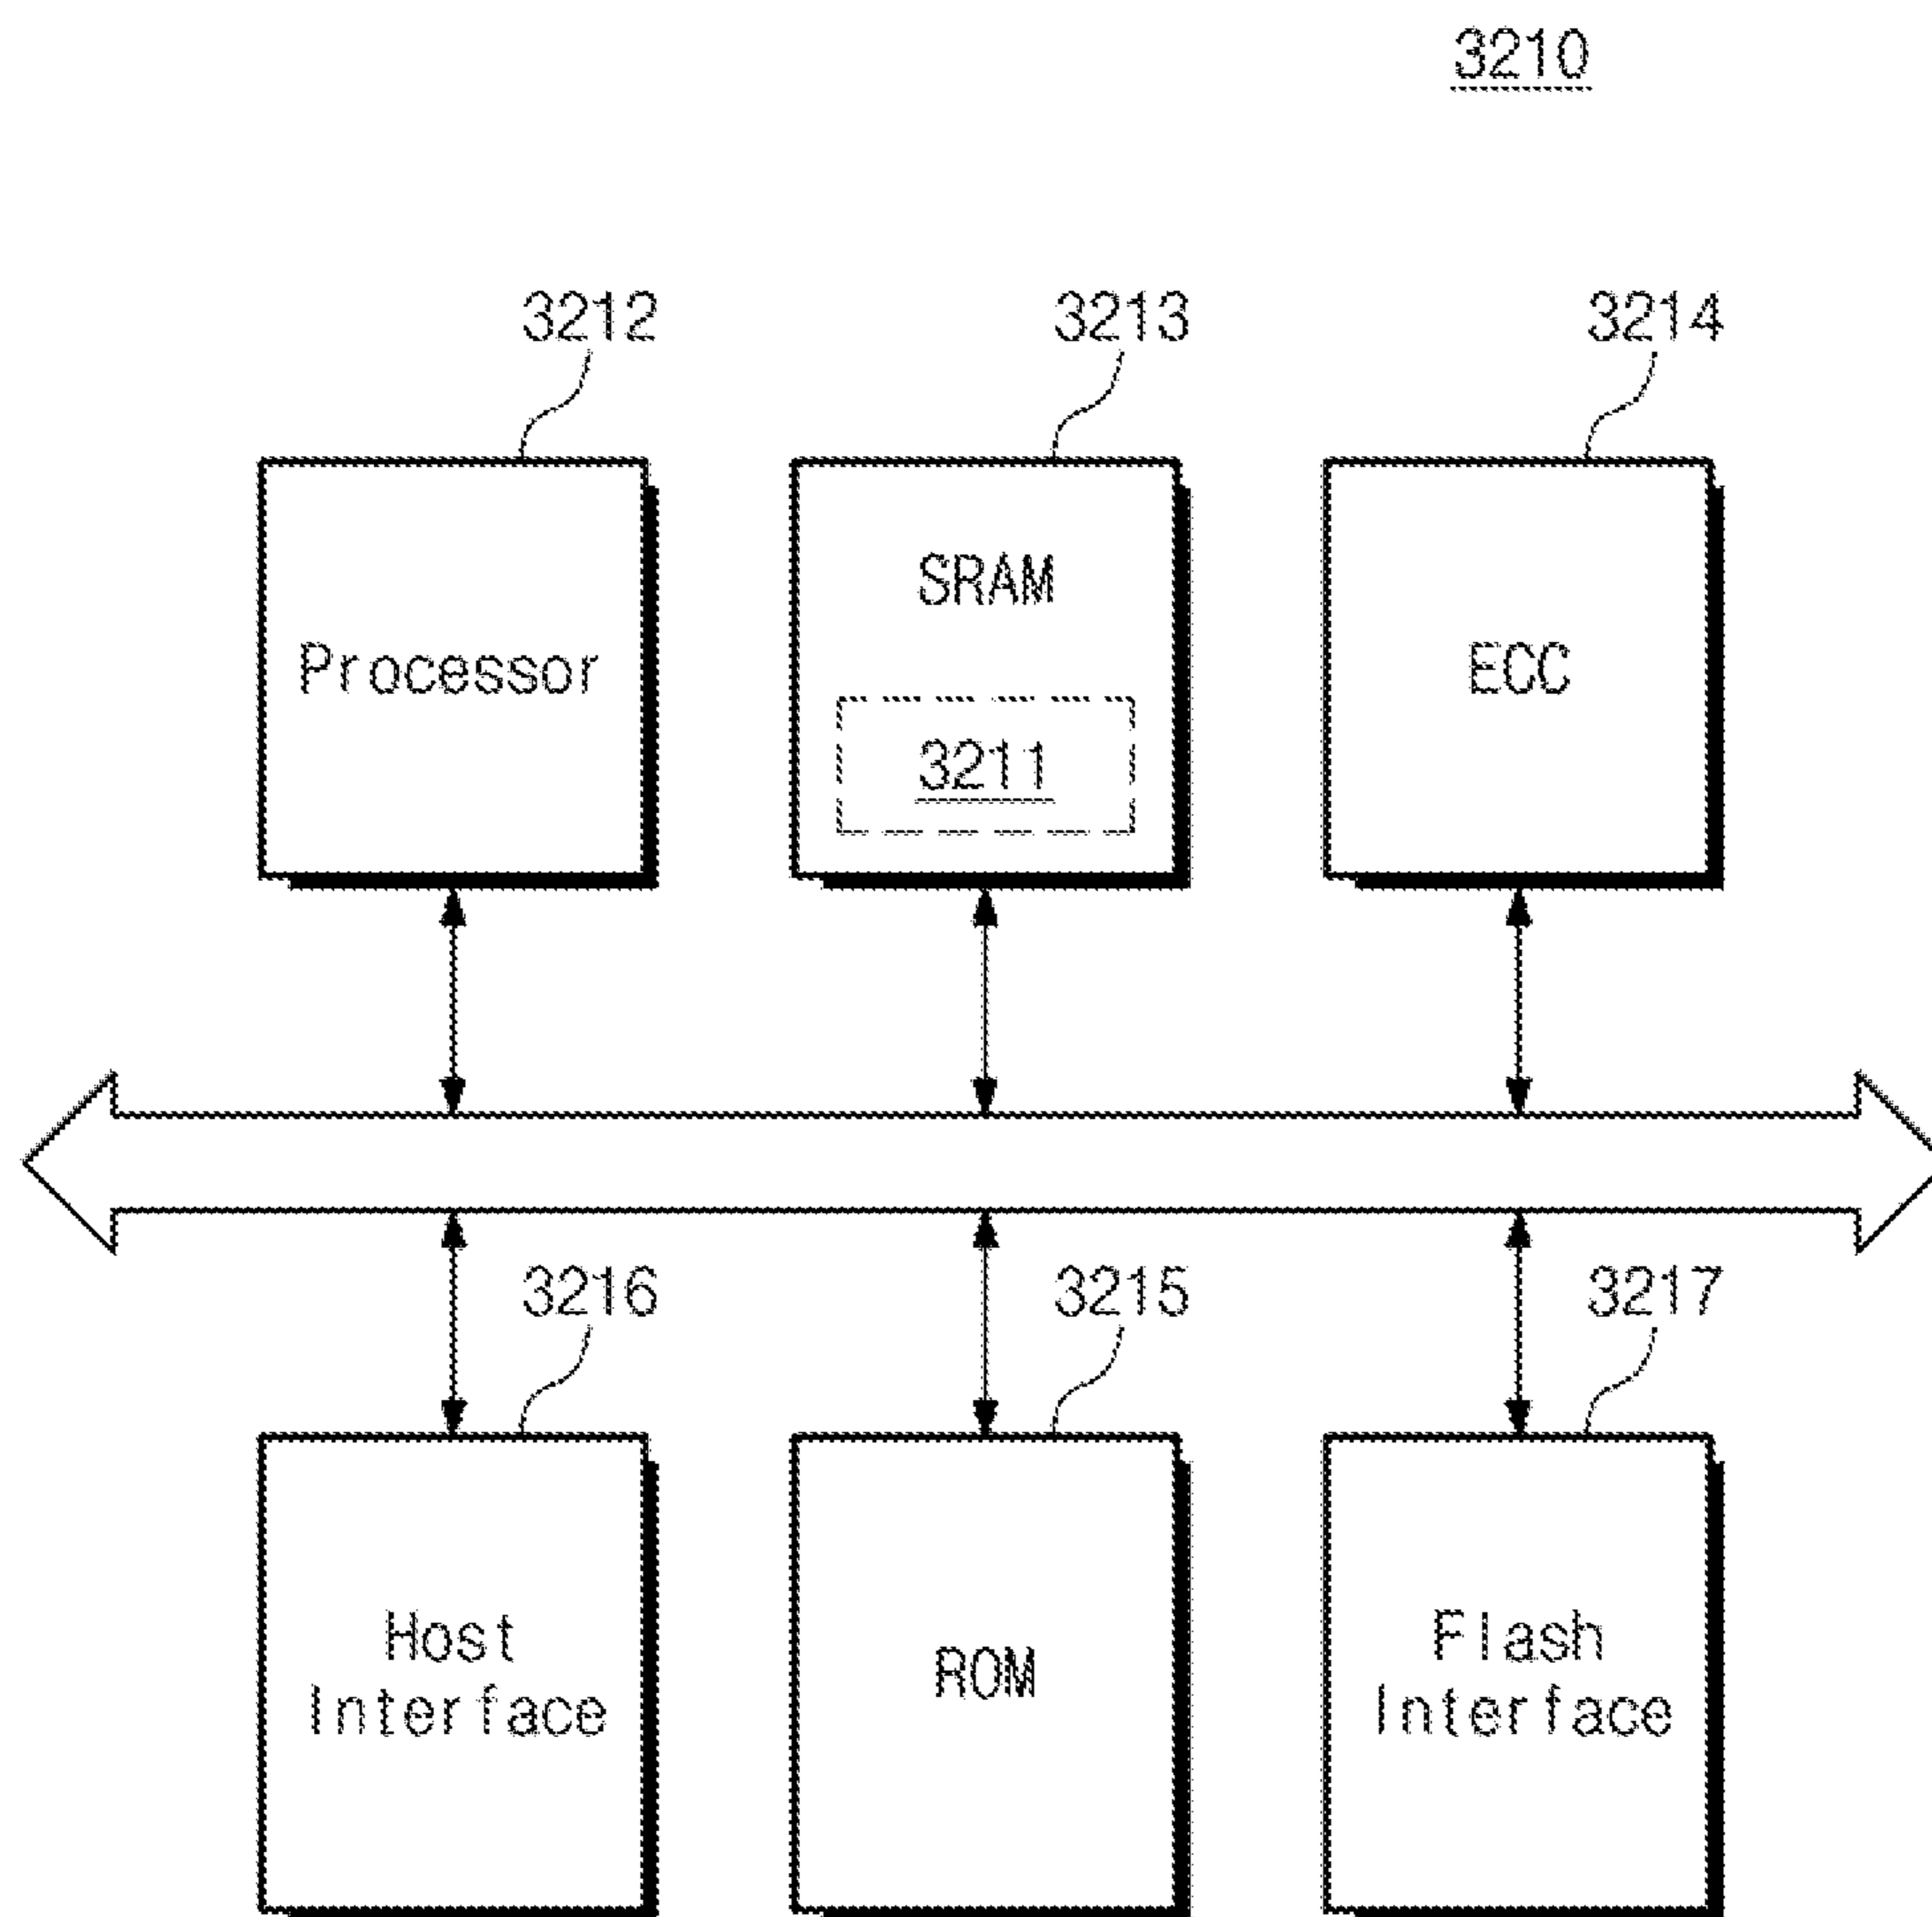 3210
3212
3213
3214
Processor
SRAM
3211
ECC
3216
3215
3217
Host
Interface
ROM
Flash
Interface